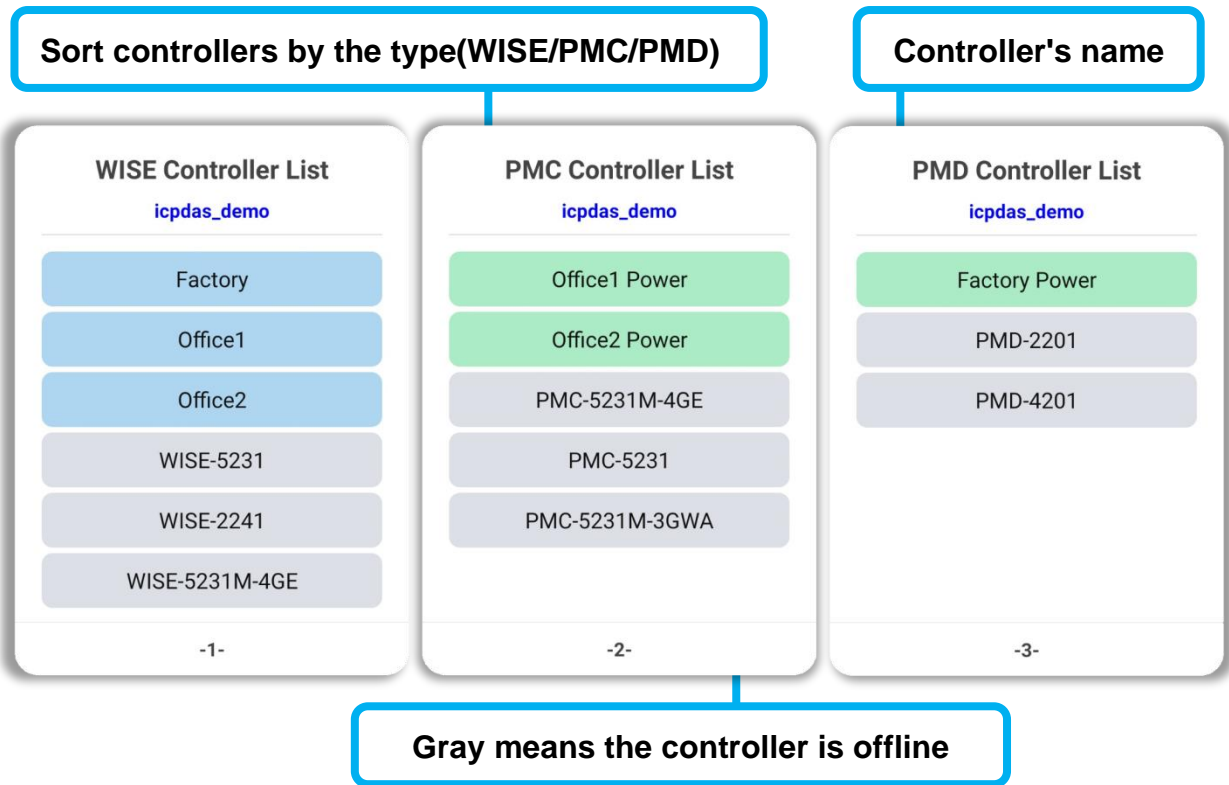 Sort controllers by the type(WISE/PMC/PMD)
Controller's name
WISE Controller List
icpdas_demo
Factory
Office1
Office2
WISE-5231
WISE-2241
WISE-5231M-4GE
-1-
PMC Controller List
icpdas_demo
Office1 Power
Office2 Power
PMC-5231M-4GE
PMC-5231
PMC-5231M-3GWA
-2-
PMD Controller List
icpdas_demo
Factory Power
PMD-2201
PMD-4201
-3-
Gray means the controller is offline